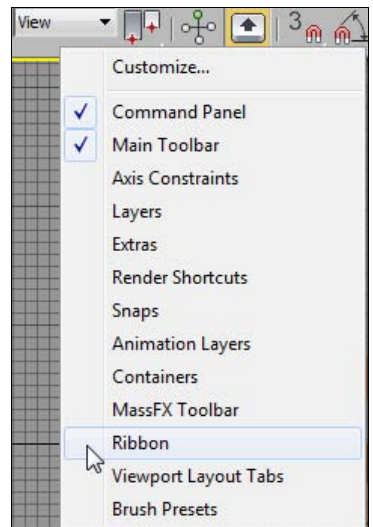 View
3
Customize...
Command Panel
Main Toolbar
Axis Constraints
Layers
Extras
Render Shortcuts
Snaps
Animation Layers
Containers
MassFX Toolbar
Ribbon
Viewport Layout Tabs
Brush Presets